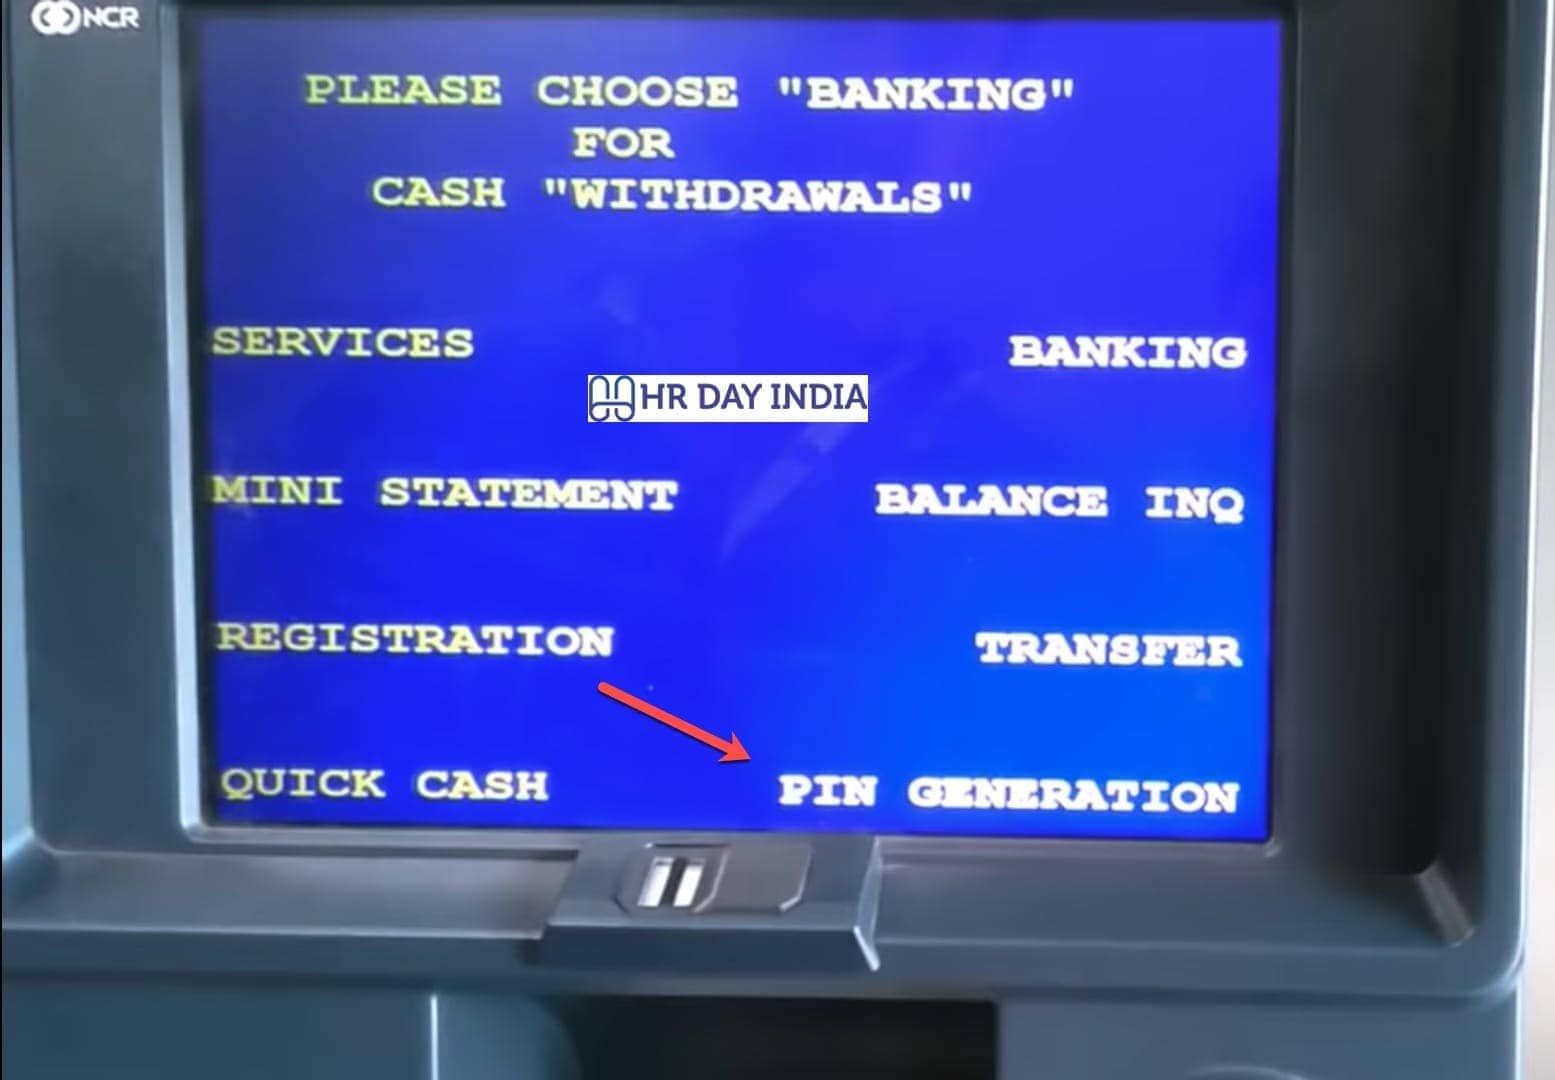 NCR
PLEASE CHOOSE "BANKING"
FOR
CASH "WITHDRAWALS"
SERVICES
BANKING
HR DAY INDIA
MINI STATEMENT
BALANCE INQ
REGISTRATION
TRANSFER
QUICK CASH
PIN GENERATION